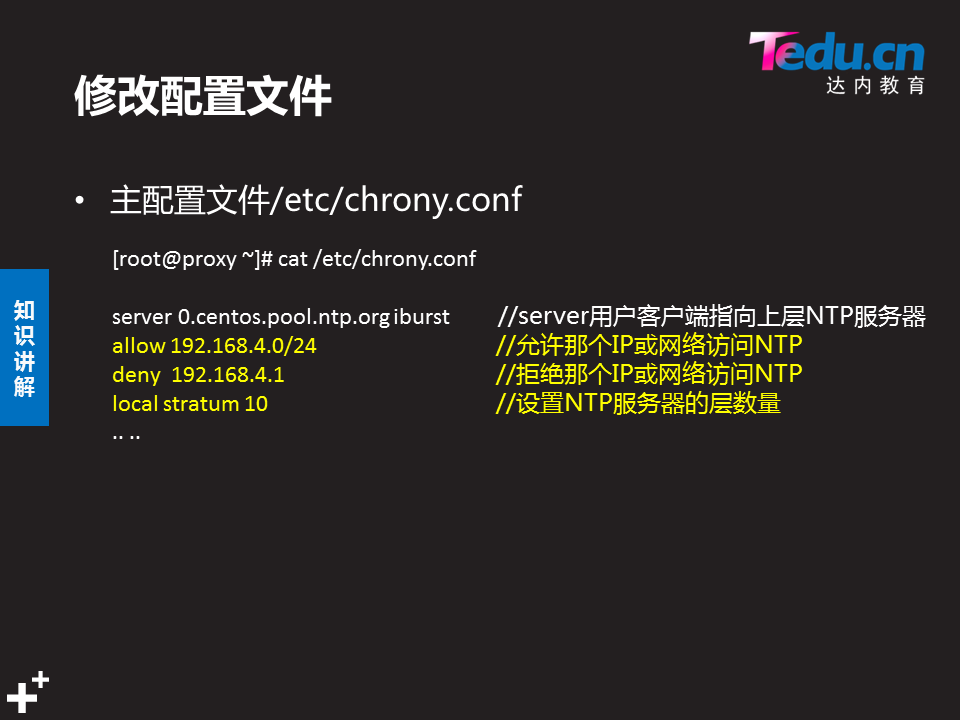 Tedu.cn
达内教育
修改配置文件
• 主配置文件/etc/chrony.conf
[root@proxy ~]# cat /etc/chrony.conf
server 0.centos.pool.ntp.org iburst //server用户客户端指向上层NTP服务器
allow 192.168.4.0/24 //允许那个IP或网络访问NTP
deny 192.168.4.1 //拒绝那个IP或网络访问NTP
local stratum 10 //设置NTP服务器的层数量
.. ..
知识讲解